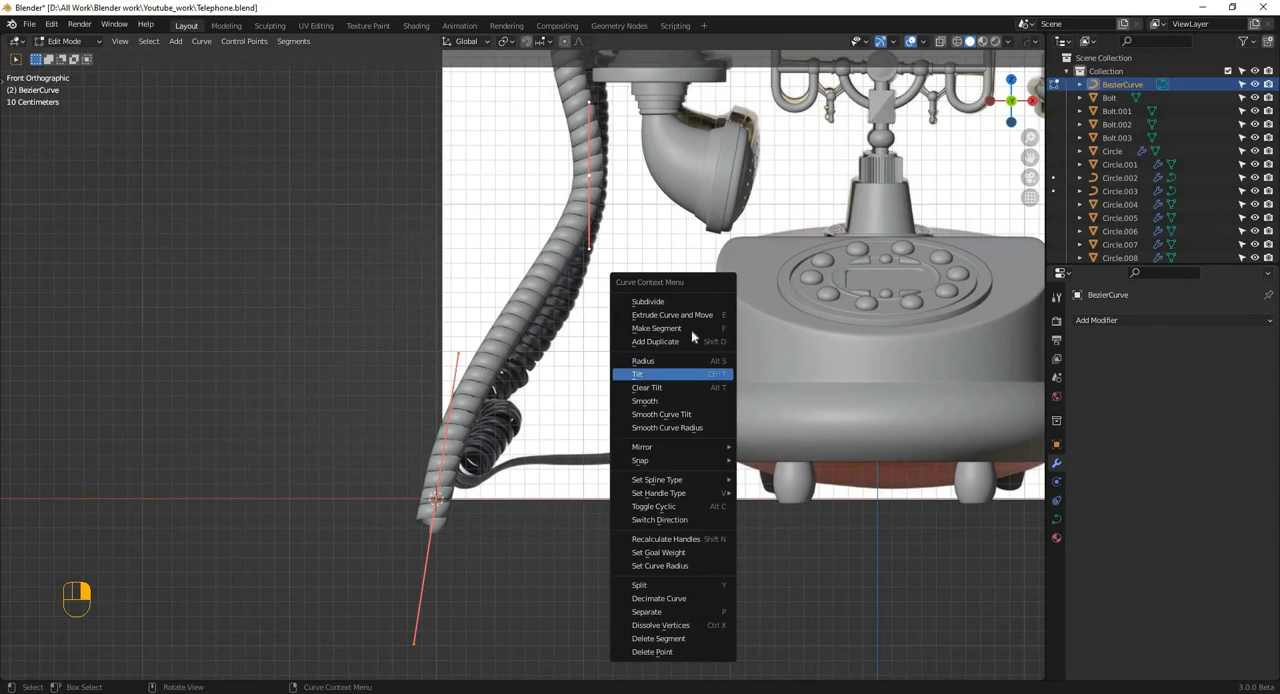 Blender* [D:\All Work\Blender work\Youtube_work\Telephone.blend]
File Edit Render Window Help Layout Modeling Sculpting UV Editing Texture Paint Shading Animation Rendering Compositing Geometry Nodes Scripting + Scene ViewLayer
Edit Mode View Select Add Curve Control Points Segments Global
Front Orthographic
(2) BezierCurve
10 Centimeters
Scene Collection
Collection
BezierCurve
Bolt
Bolt.001
Bolt.002
Bolt.003
Circle
Circle.001
Circle.002
Circle.003
Circle.004
Circle.005
Circle.006
Circle.007
Circle.008
Z
Y
X
BezierCurve
Add Modifier
Curve Context Menu
Subdivide
Extrude Curve and Move E
Make Segment F
Add Duplicate Shift D
Radius Alt S
Tilt Ctrl T
Clear Tilt Alt T
Smooth
Smooth Curve Tilt
Smooth Curve Radius
Mirror
Snap
Set Spline Type
Set Handle Type V
Toggle Cyclic Alt C
Switch Direction
Recalculate Handles Shift N
Set Goal Weight
Set Curve Radius
Split Y
Decimate Curve
Separate P
Dissolve Vertices Ctrl X
Delete Segment
Delete Point
Select Box Select Rotate View Curve Context Menu 3.0.0 Beta